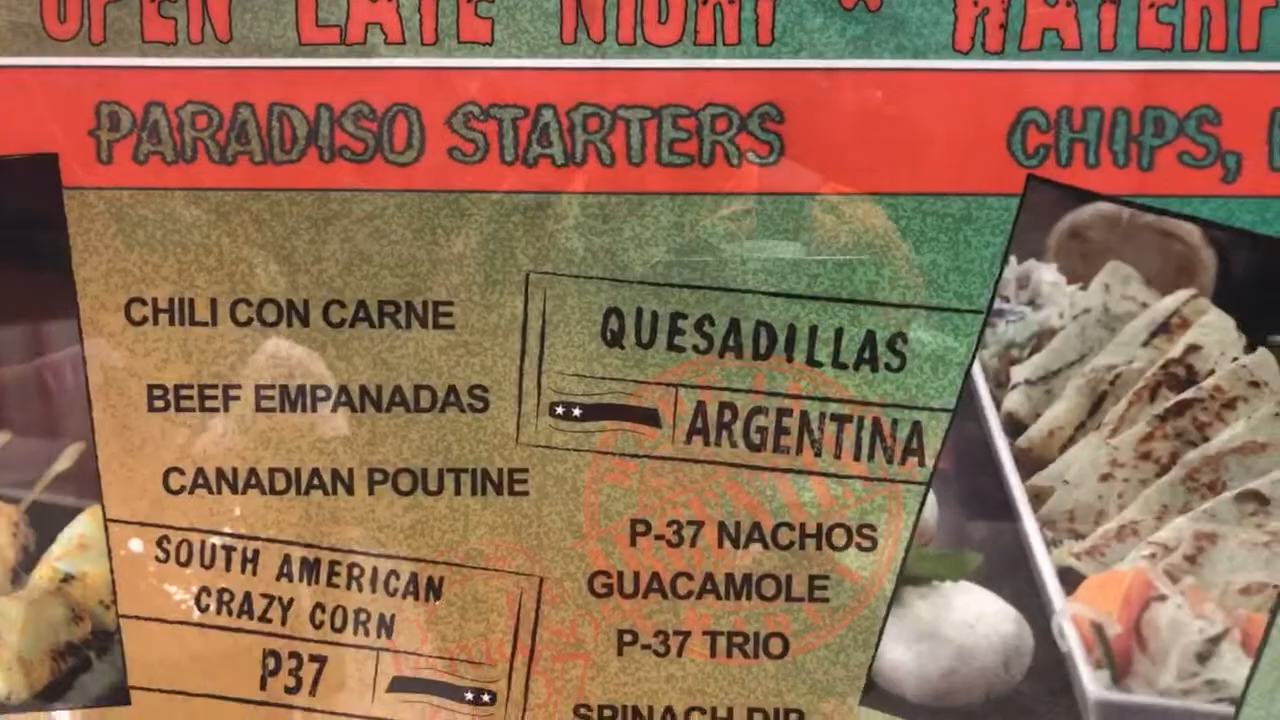 OPEN LATE NIGHT * WATERF
PARADISO STARTERS
CHIPS,
CHILI CON CARNE
BEEF EMPANADAS
CANADIAN POUTINE
SOUTH AMERICAN
CRAZY CORN
P37
QUESADILLAS
ARGENTINA
P-37 NACHOS
GUACAMOLE
P-37 TRIO
SPINACH DIP